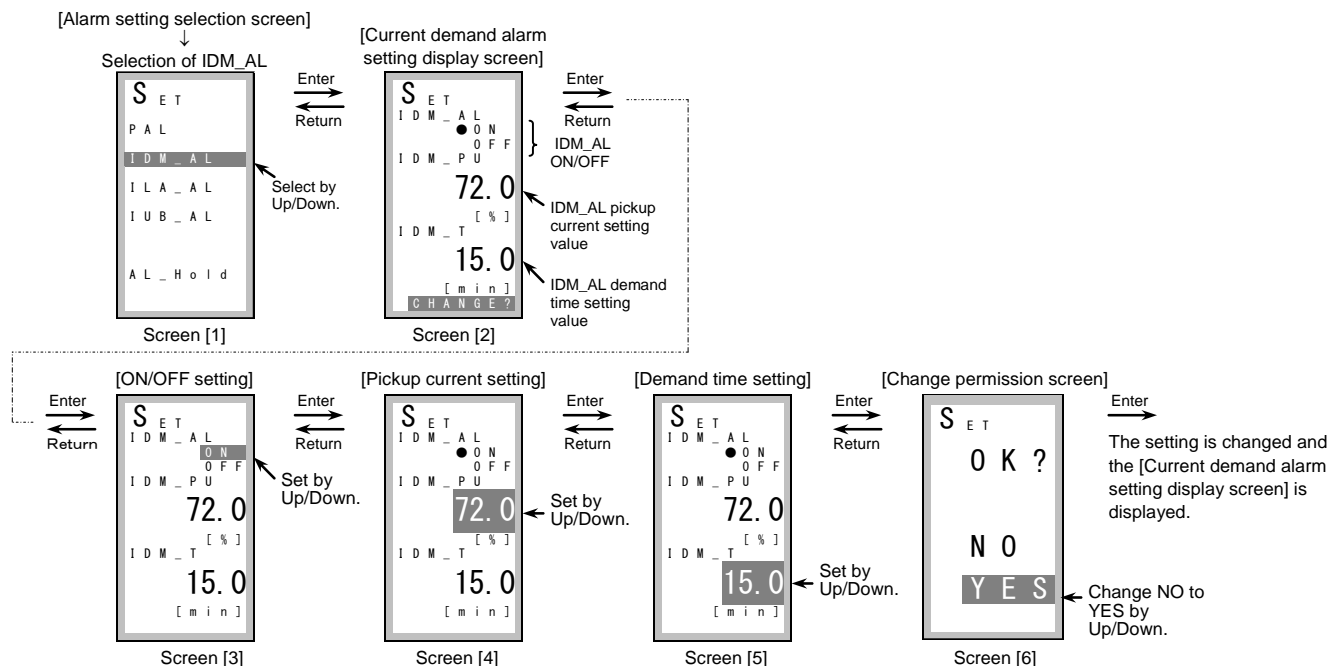 [Alarm setting selection screen]
↓
Selection of IDM_AL
SET
PAL
IDM_AL
ILA_AL
IUB_AL
AL_Hold
Select by
Up/Down.
Screen [1]
Enter
Return
[Current demand alarm
setting display screen]
SET
IDM_AL
●ON
OFF
IDM_PU
72.0
[%]
IDM_T
15.0
[min]
CHANGE?
IDM_AL
ON/OFF
IDM_AL pickup
current setting
value
IDM_AL demand
time setting
value
Screen [2]
Enter
Return
Enter
Return
[ON/OFF setting]
SET
IDM_AL
ON
OFF
IDM_PU
72.0
[%]
IDM_T
15.0
[min]
Set by
Up/Down.
Screen [3]
Enter
Return
[Pickup current setting]
SET
IDM_AL
●ON
OFF
IDM_PU
72.0
[%]
IDM_T
15.0
[min]
Set by
Up/Down.
Screen [4]
Enter
Return
[Demand time setting]
SET
IDM_AL
●ON
OFF
IDM_PU
72.0
[%]
IDM_T
15.0
[min]
Set by
Up/Down.
Screen [5]
Enter
Return
[Change permission screen]
SET
OK?
NO
YES
Change NO to
YES by
Up/Down.
Screen [6]
Enter
The setting is changed and
the [Current demand alarm
setting display screen] is
displayed.